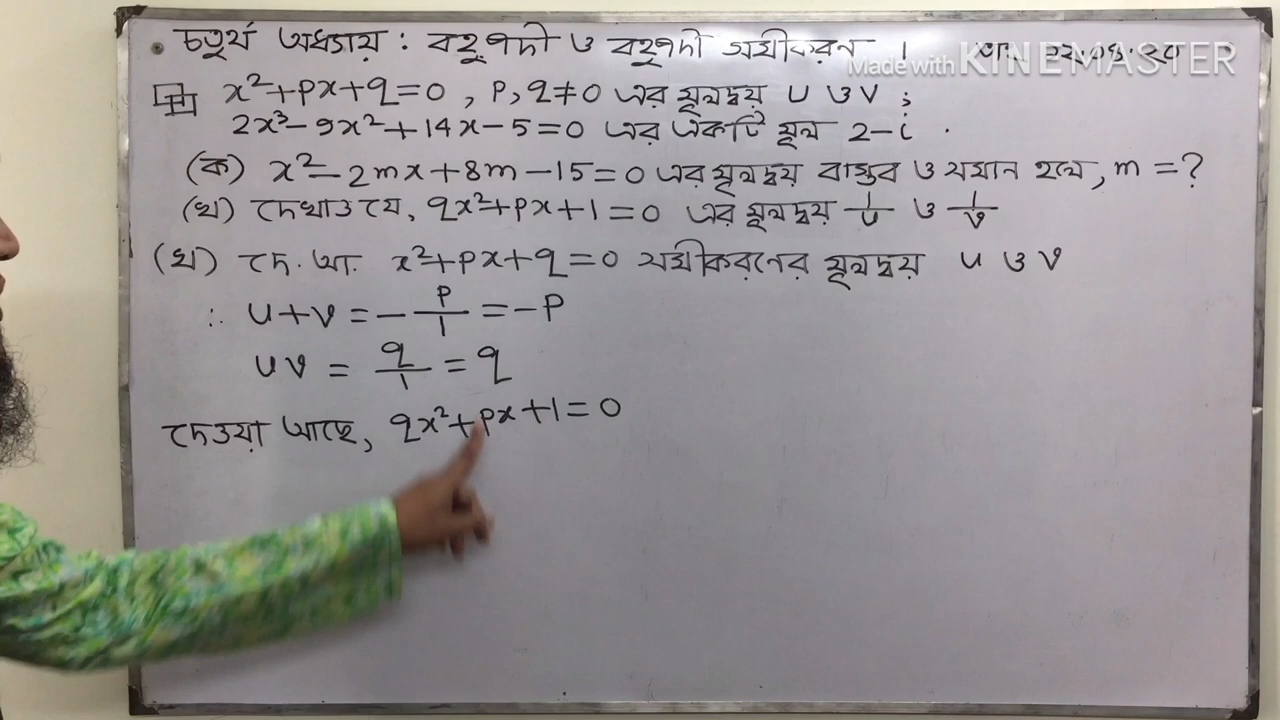 চতুর্থ অধ্যায় : বহুপদী ও বহুপদী সমীকরণ ।
Made with KINEMASTER
x²+px+q=0 , p,q≠0 এর মূলদ্বয় u ও v ;
2x³-9x²+14x-5=0 এর একটি মূল 2-i .
(ক) x²-2mx+8m-15=0 এর মূলদ্বয় বাস্তব ও সমান হলে, m =?
(খ) দেখাও যে, qx²+px+1=0 এর মূলদ্বয় 1/u ও 1/v
(খ) দে. আ. x²+px+q=0 সমীকরণের মূলদ্বয় u ও v
∴ u+v = - p/1 = -p
uv = q/1 = q
দেওয়া আছে, qx²+px+1=0